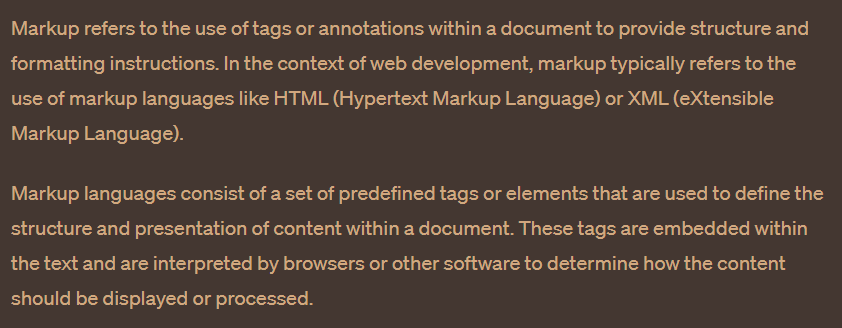 Markup refers to the use of tags or annotations within a document to provide structure and
formatting instructions. In the context of web development, markup typically refers to the
use of markup languages like HTML (Hypertext Markup Language) or XML (eXtensible
Markup Language).
Markup languages consist of a set of predefined tags or elements that are used to define the
structure and presentation of content within a document. These tags are embedded within
the text and are interpreted by browsers or other software to determine how the content
should be displayed or processed.